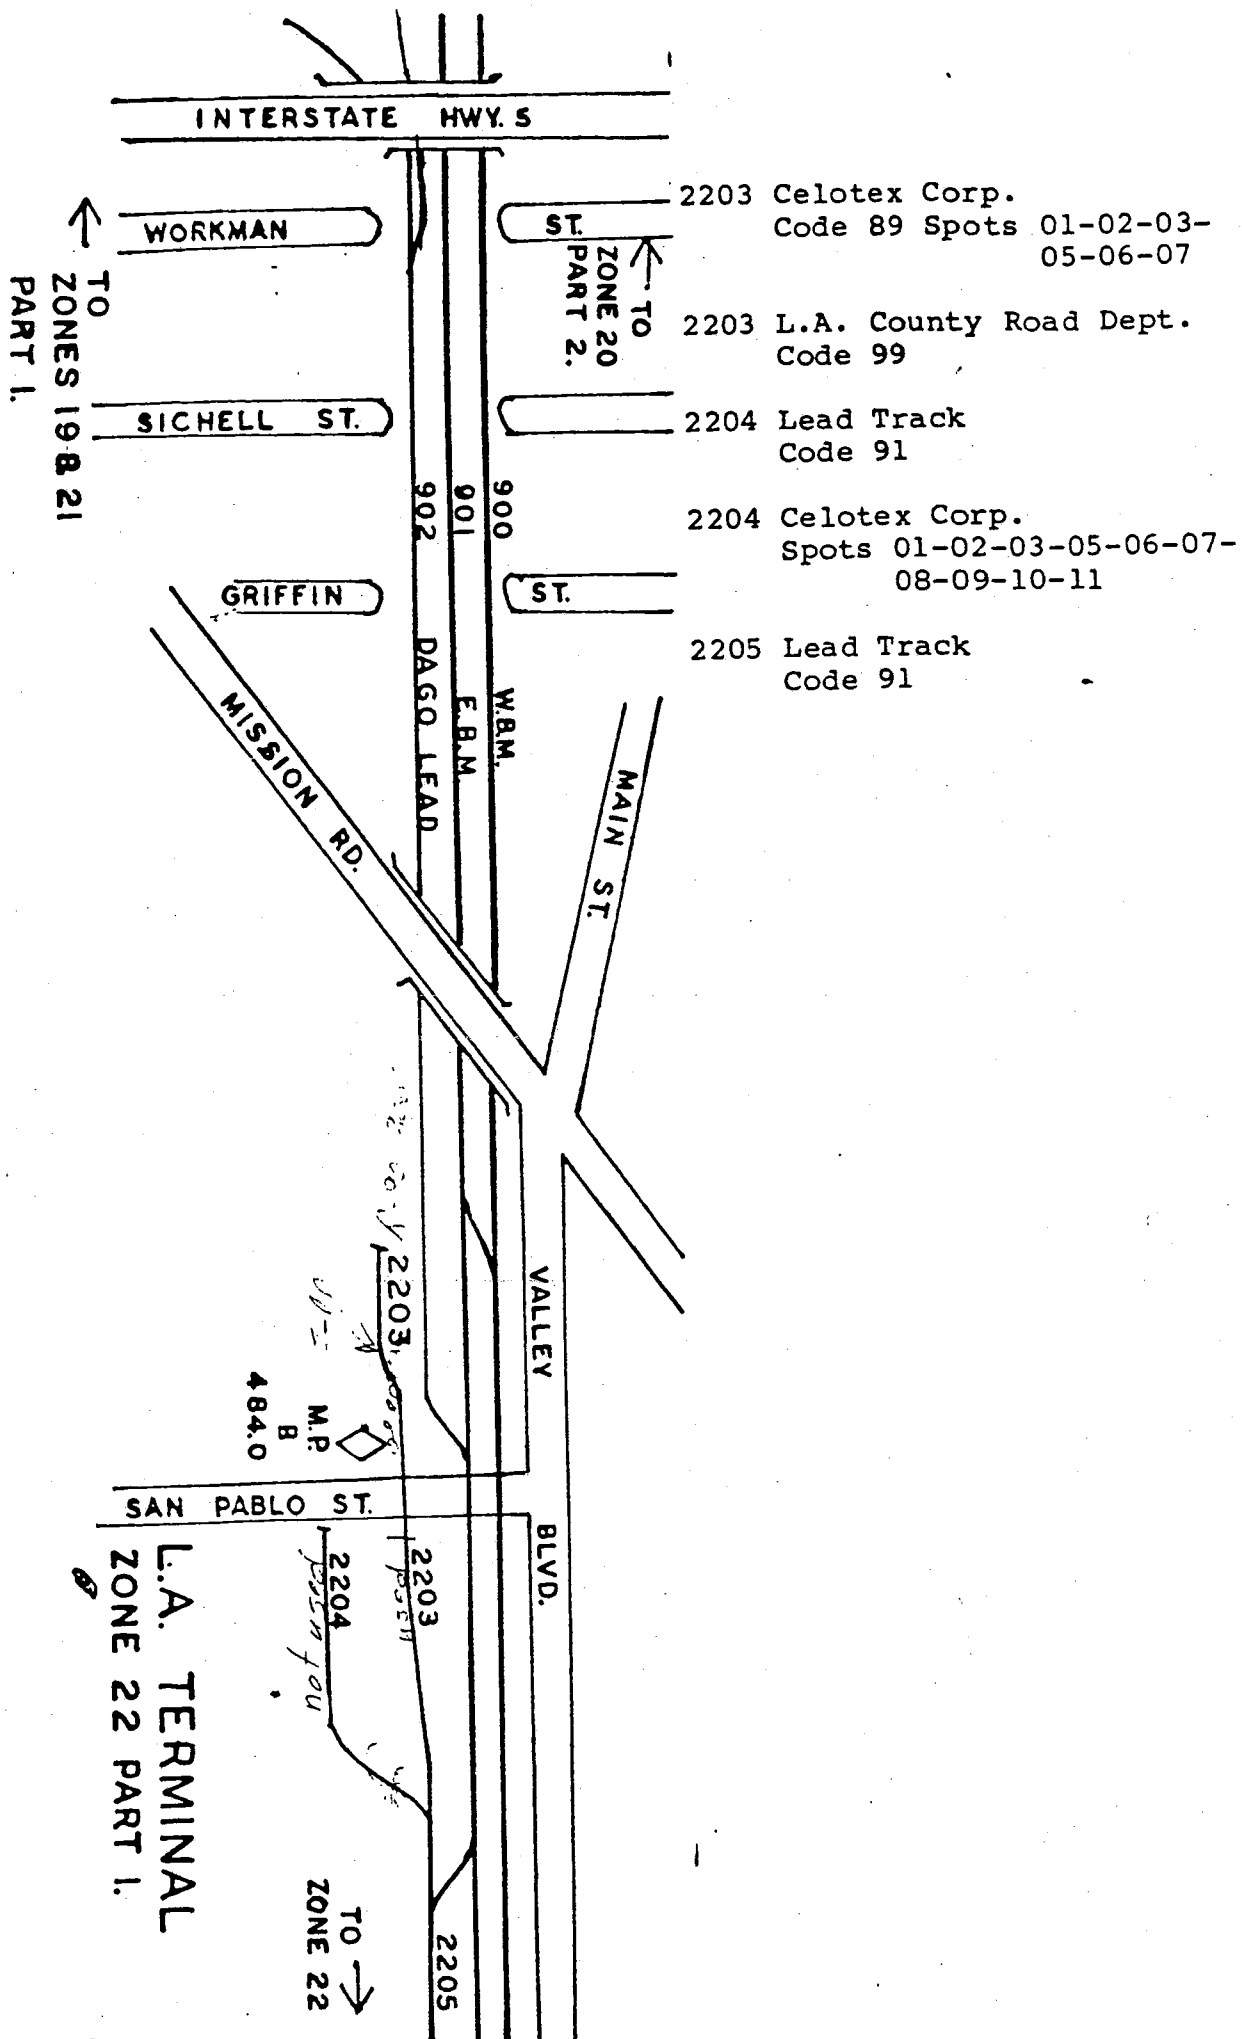 INTERSTATE HWY. 5
WORKMAN ST.
TO
ZONES 19 & 21
PART 1.
TO
ZONE 20
PART 2.
2203 Celotex Corp.
Code 89 Spots 01-02-03-
05-06-07
2203 L.A. County Road Dept.
Code 99
SICHELL ST.
2204 Lead Track
Code 91
902
901
900
2204 Celotex Corp.
Spots 01-02-03-05-06-07-
08-09-10-11
GRIFFIN ST.
2205 Lead Track
Code 91
DAGO LEAD
E.B.M.
W.B.M.
MISSION RD.
MAIN ST.
2203
VALLEY BLVD.
M.P.
B
484.0
SAN PABLO ST.
2203
2204
L.A. TERMINAL
ZONE 22 PART 1.
TO
ZONE 22
2205